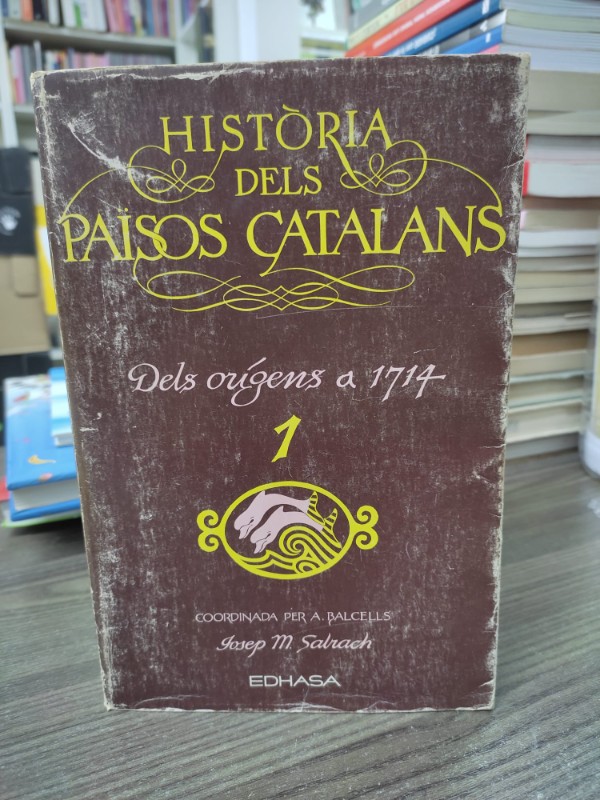 HISTÒRIA
DELS
PAÏSOS CATALANS
Dels orígens a 1714
1
COORDINADA PER A. BALCELLS
Josep M. Salrach
EDHASA